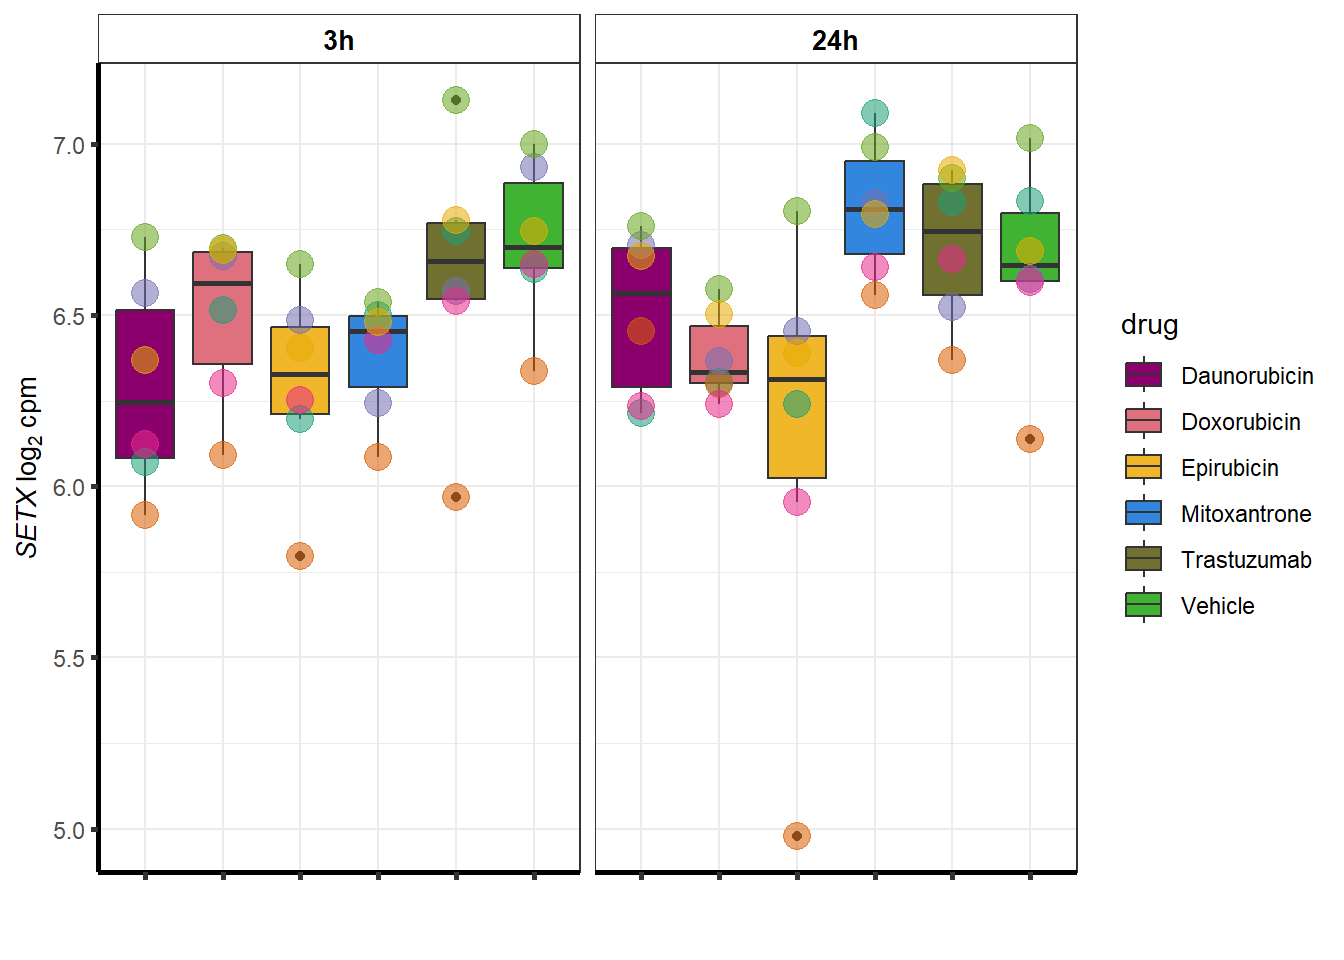 3h
24h
7.0
6.5
6.0
5.5
5.0
SETX log2 cpm
drug
Daunorubicin
Doxorubicin
Epirubicin
Mitoxantrone
Trastuzumab
Vehicle